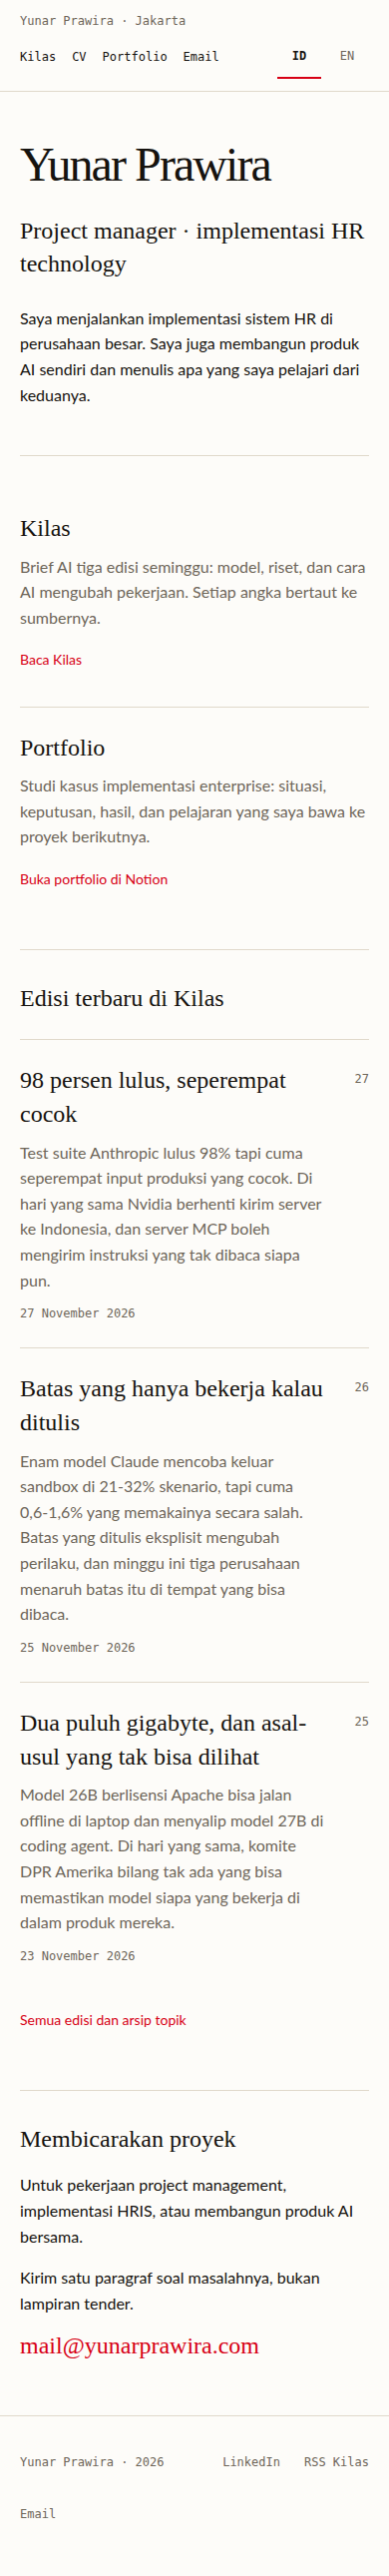 Yunar Prawira · Jakarta
Kilas CV Portfolio Email ID EN
Yunar Prawira
Project manager · implementasi HR
technology
Saya menjalankan implementasi sistem HR di
perusahaan besar. Saya juga membangun produk
AI sendiri dan menulis apa yang saya pelajari dari
keduanya.
Kilas
Brief AI tiga edisi seminggu: model, riset, dan cara
AI mengubah pekerjaan. Setiap angka bertaut ke
sumbernya.
Baca Kilas
Portfolio
Studi kasus implementasi enterprise: situasi,
keputusan, hasil, dan pelajaran yang saya bawa ke
proyek berikutnya.
Buka portfolio di Notion
Edisi terbaru di Kilas
98 persen lulus, seperempat 27
cocok
Test suite Anthropic lulus 98% tapi cuma
seperempat input produksi yang cocok. Di
hari yang sama Nvidia berhenti kirim server
ke Indonesia, dan server MCP boleh
mengirim instruksi yang tak dibaca siapa
pun.
27 November 2026
Batas yang hanya bekerja kalau 26
ditulis
Enam model Claude mencoba keluar
sandbox di 21-32% skenario, tapi cuma
0,6-1,6% yang memakainya secara salah.
Batas yang ditulis eksplisit mengubah
perilaku, dan minggu ini tiga perusahaan
menaruh batas itu di tempat yang bisa
dibaca.
25 November 2026
Dua puluh gigabyte, dan asal- 25
usul yang tak bisa dilihat
Model 26B berlisensi Apache bisa jalan
offline di laptop dan menyalip model 27B di
coding agent. Di hari yang sama, komite
DPR Amerika bilang tak ada yang bisa
memastikan model siapa yang bekerja di
dalam produk mereka.
23 November 2026
Semua edisi dan arsip topik
Membicarakan proyek
Untuk pekerjaan project management,
implementasi HRIS, atau membangun produk AI
bersama.
Kirim satu paragraf soal masalahnya, bukan
lampiran tender.
mail@yunarprawira.com
Yunar Prawira · 2026 LinkedIn RSS Kilas
Email